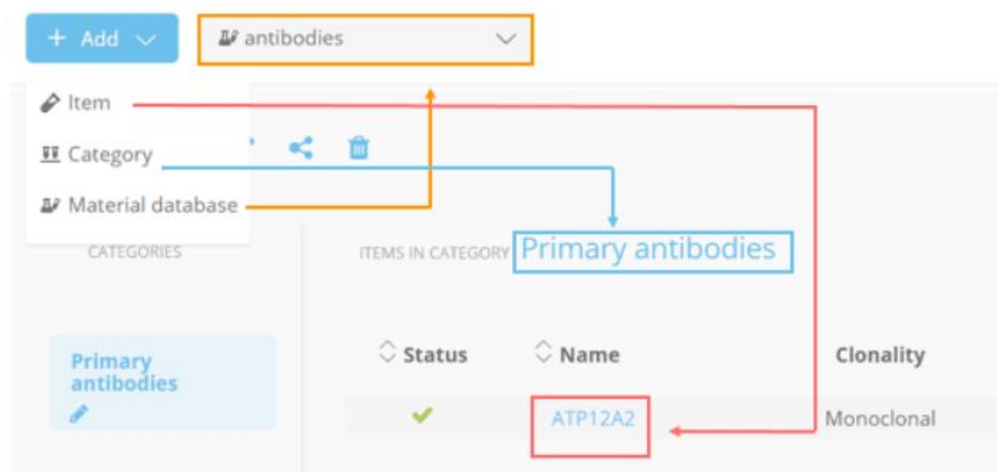 + Add
antibodies
Item
Category
Material database
CATEGORIES
ITEMS IN CATEGORY Primary antibodies
Primary
antibodies
Status Name Clonality
ATP12A2 Monoclonal